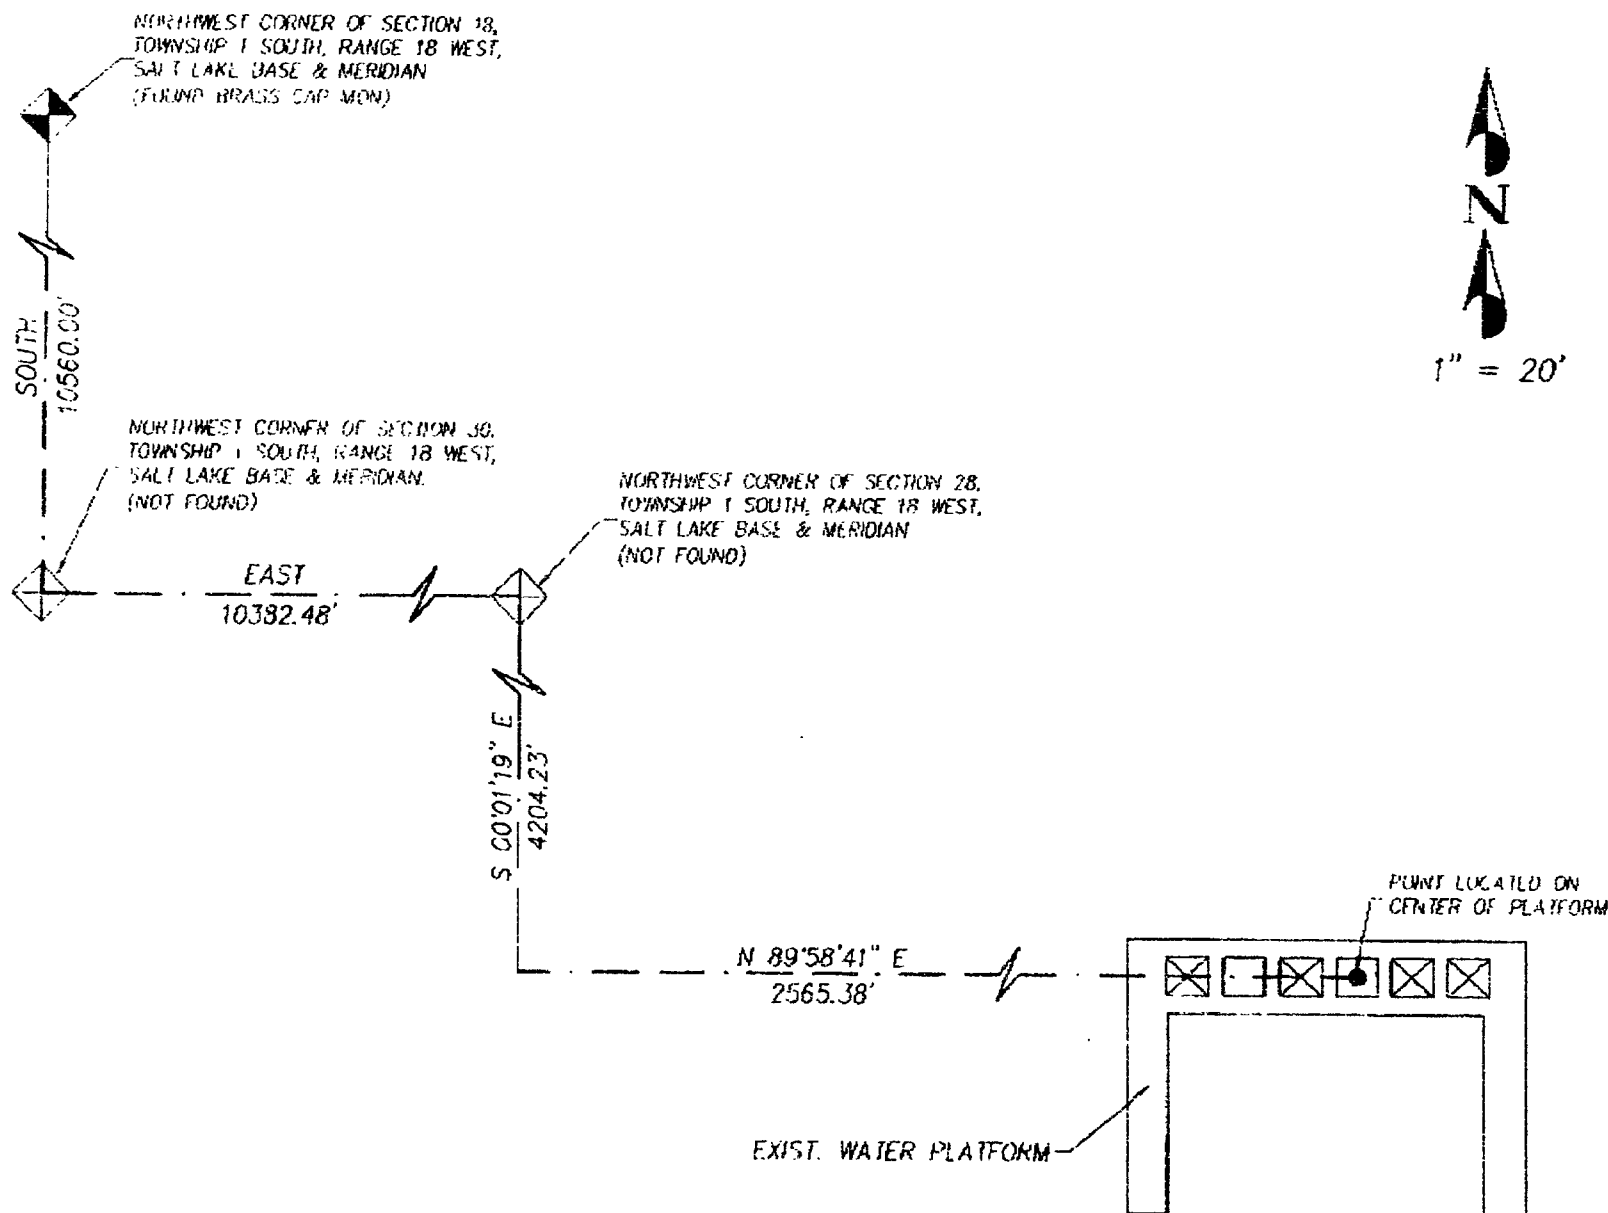 NORTHWEST CORNER OF SECTION 18,
TOWNSHIP 1 SOUTH, RANGE 18 WEST,
SALT LAKE BASE & MERIDIAN
(FOUND BRASS CAP MON)
N
1" = 20'
SOUTH
10560.00'
NORTHWEST CORNER OF SECTION 30,
TOWNSHIP 1 SOUTH, RANGE 18 WEST,
SALT LAKE BASE & MERIDIAN.
(NOT FOUND)
NORTHWEST CORNER OF SECTION 28,
TOWNSHIP 1 SOUTH, RANGE 18 WEST,
SALT LAKE BASE & MERIDIAN
(NOT FOUND)
EAST
10382.48'
S 00°01'19" E
4204.23'
N 89°58'41" E
2565.38'
POINT LOCATED ON
CENTER OF PLATFORM
EXIST. WATER PLATFORM